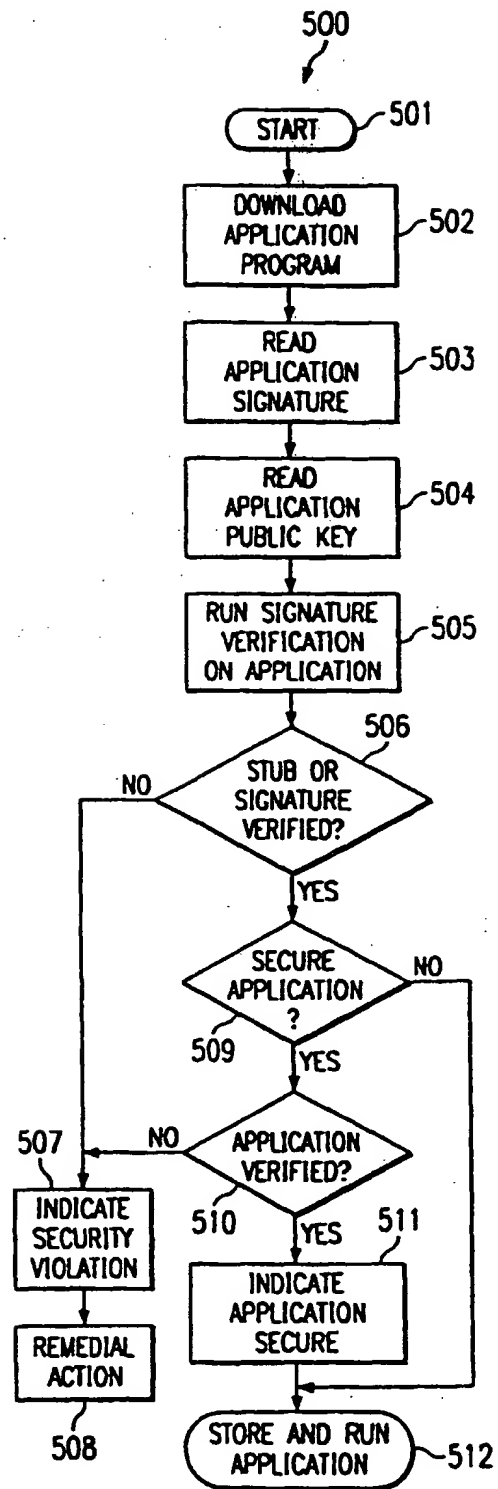 500
START
501
DOWNLOAD
APPLICATION
PROGRAM
502
READ
APPLICATION
SIGNATURE
503
READ
APPLICATION
PUBLIC KEY
504
RUN SIGNATURE
VERIFICATION
ON APPLICATION
505
506
STUB OR
SIGNATURE
VERIFIED?
NO
YES
SECURE
APPLICATION
?
509
NO
YES
APPLICATION
VERIFIED?
510
NO
YES
507
INDICATE
SECURITY
VIOLATION
REMEDIAL
ACTION
508
511
INDICATE
APPLICATION
SECURE
STORE AND RUN
APPLICATION
512